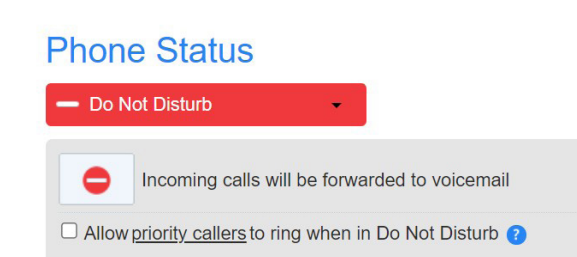 Phone Status
Do Not Disturb
Incoming calls will be forwarded to voicemail
Allow priority callers to ring when in Do Not Disturb ?